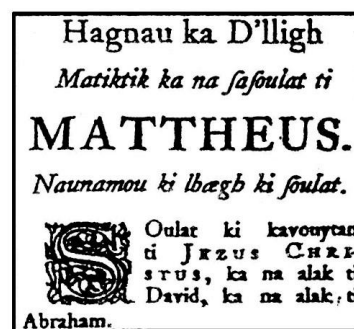 Hagnau ka D'lligh
Matiktik ka na ſaſoulat ti
MATTHEUS.
Naunamou ki lbægh ki ſoulat.
SOulat ki kavouytan
ti JEZUS CHRI-
STUS, ka na alak ti
David, ka na alak ti
Abraham.